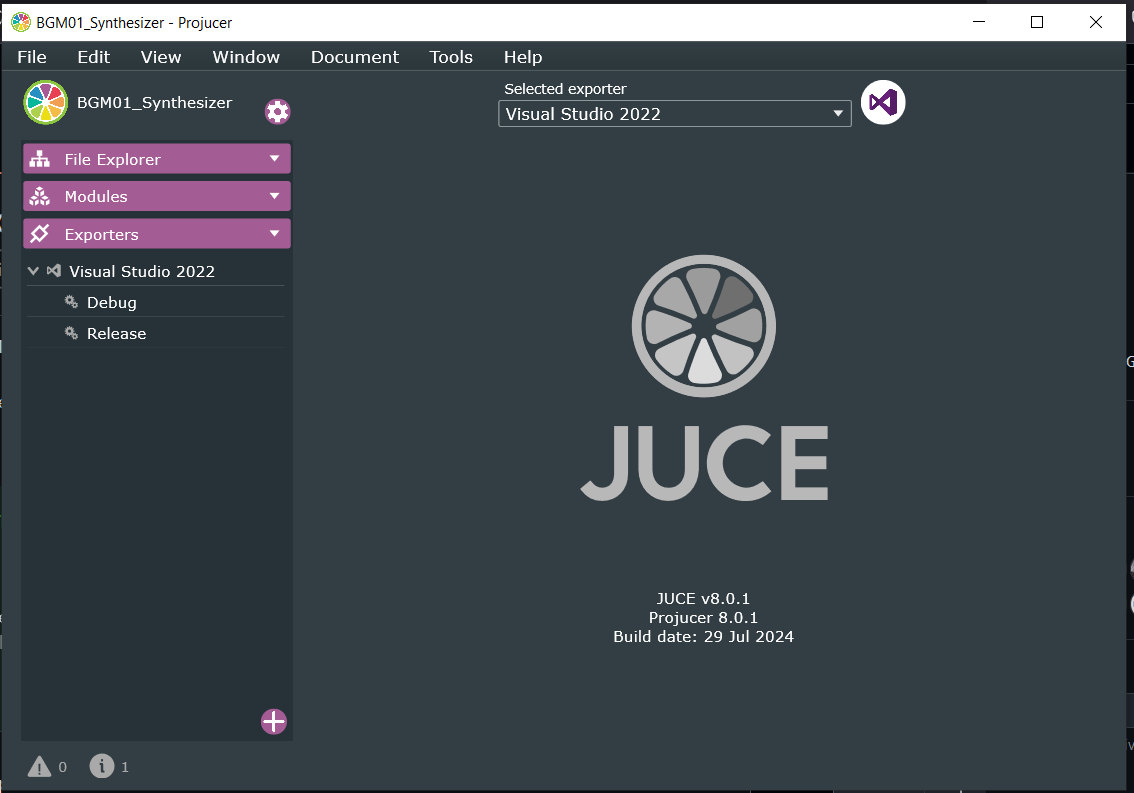 BGM01_Synthesizer - Projucer
File Edit View Window Document Tools Help
BGM01_Synthesizer
Selected exporter
Visual Studio 2022
File Explorer
Modules
Exporters
Visual Studio 2022
Debug
Release
JUCE
JUCE v8.0.1
Projucer 8.0.1
Build date: 29 Jul 2024
0 1